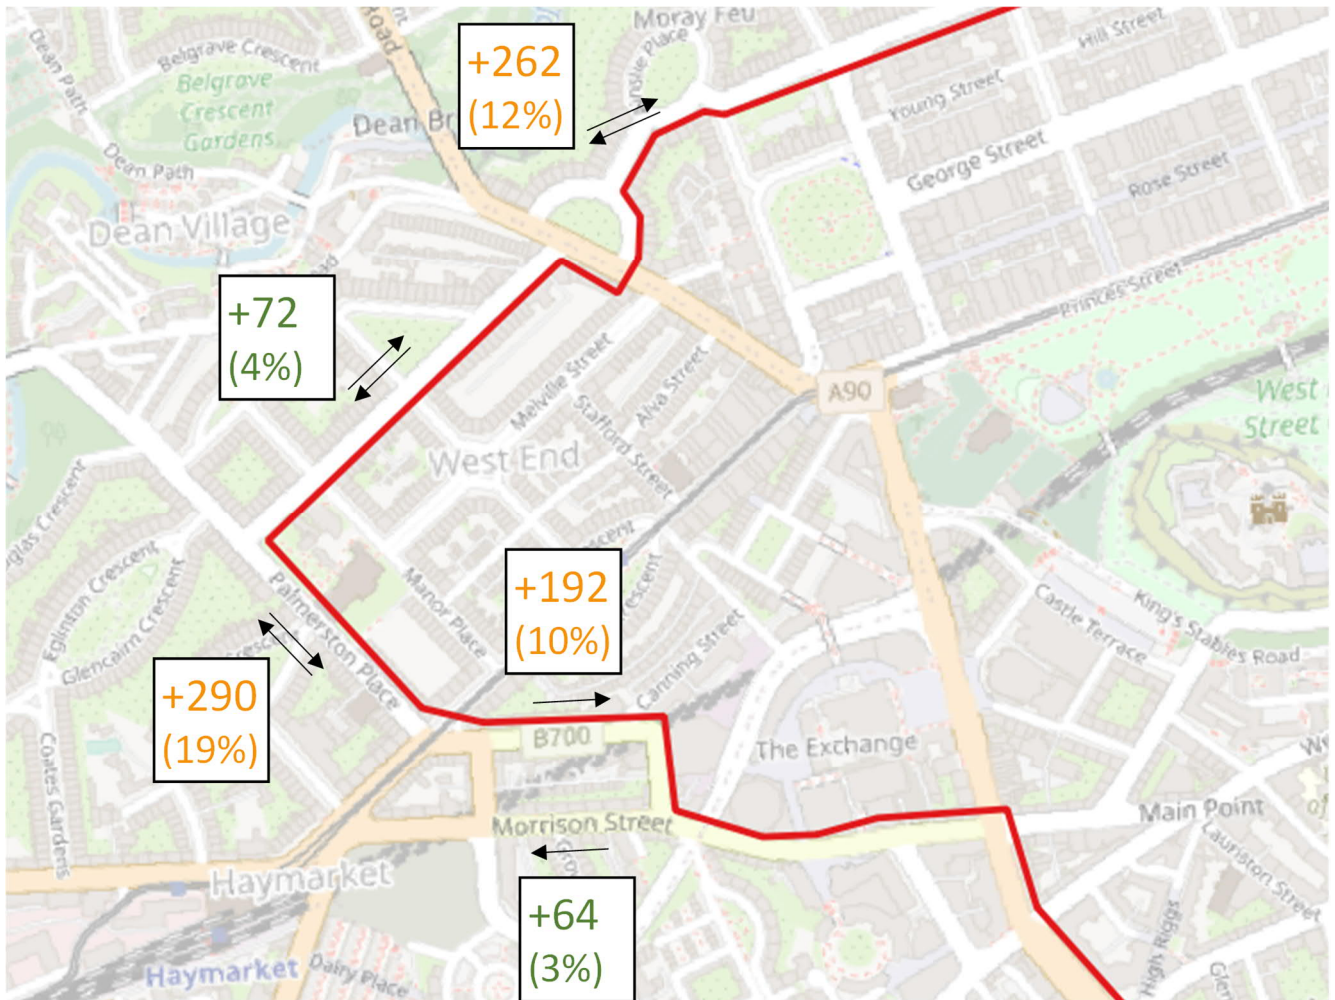 Road
Moray Feu
Hill Street
Dean Path
Belgrave Crescent
Belgrave
Crescent
Gardens
+262
(12%)
Young Street
Dean
George Street
Rose Street
Dean Path
Dean Village
Princes Street
+72
(4%)
Melville Street
Alva Street
Stafford Street
A90
West
Street
West End
Eglinton Crescent
Glencairn Crescent
Palmerston Place
Manor Place
+192
(10%)
Canning Street
Castle Terrace
King's Stables Road
+290
(19%)
B700
The Exchange
Coates Gardens
Morrison Street
Main Point
Lauriston Street
Haymarket
+64
(3%)
Haymarket
Dalry Place
High Riggs